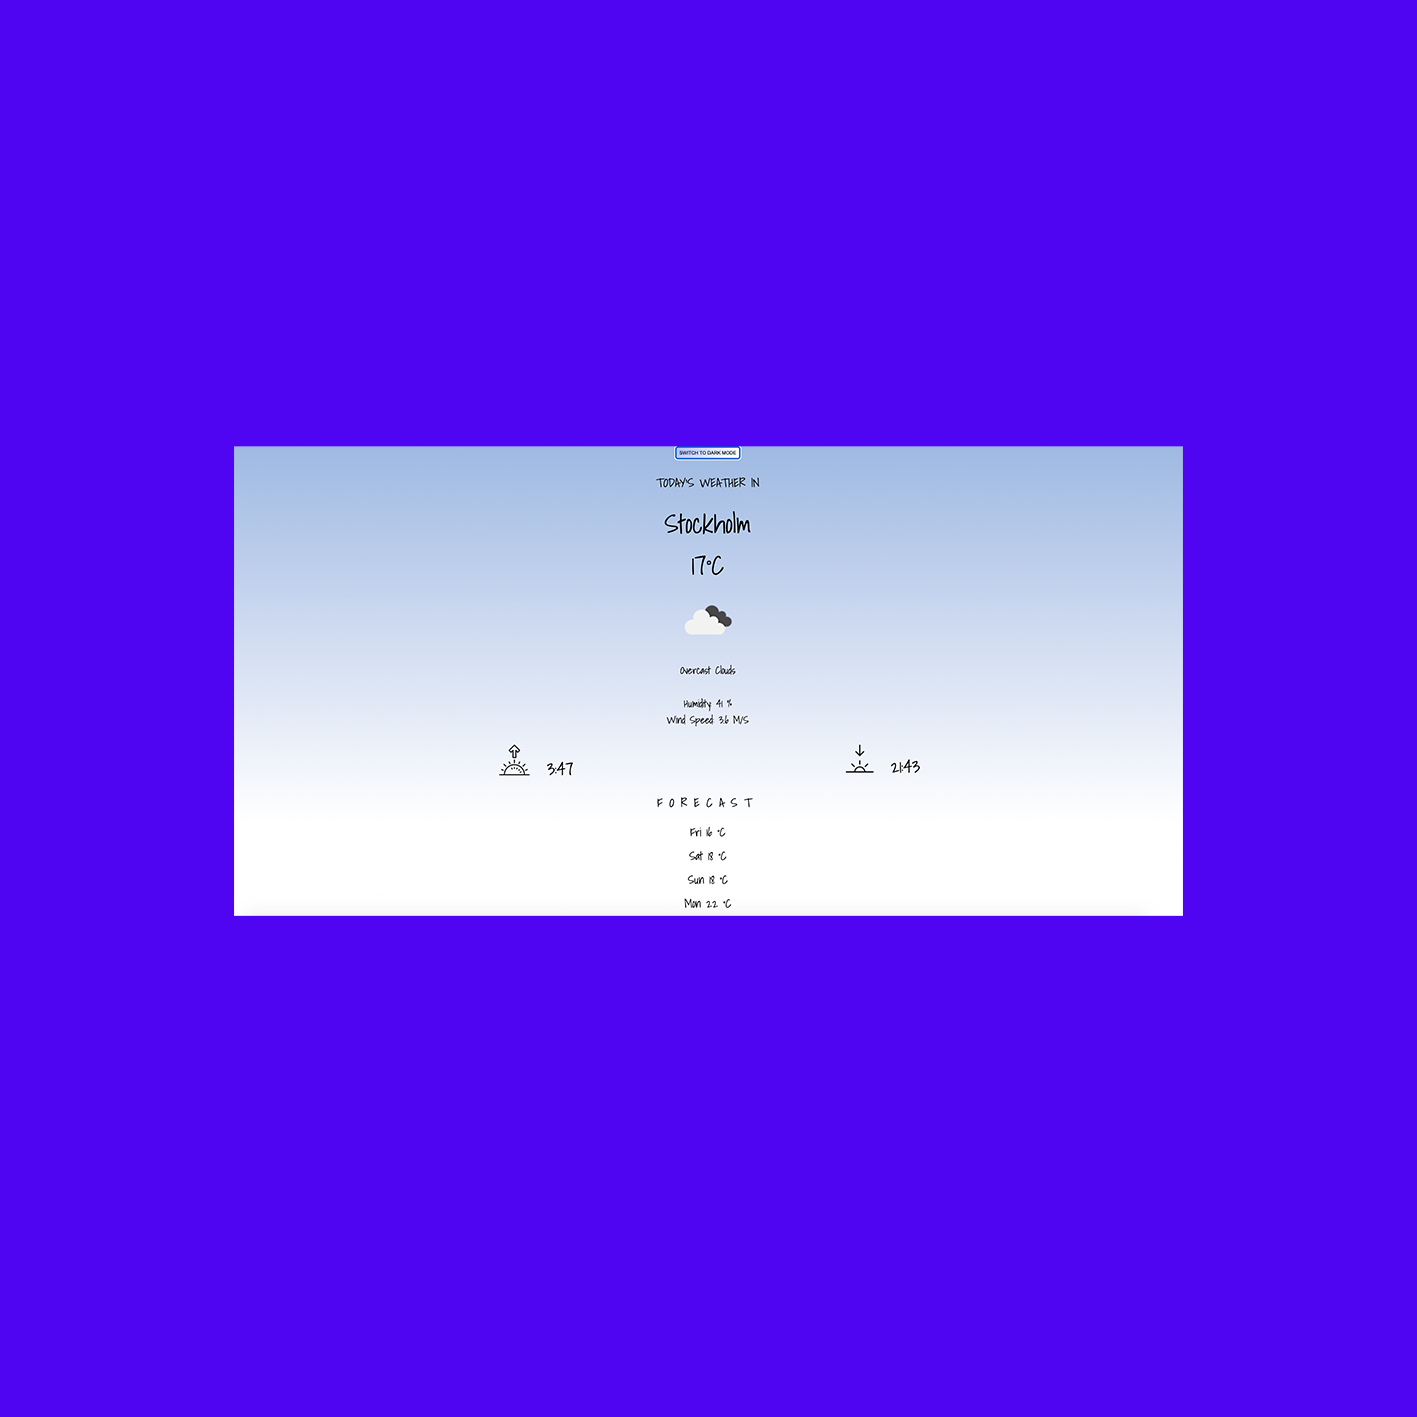 SWITCH TO DARK MODE
TODAY'S WEATHER IN
Stockholm
17°C
Overcast Clouds
Humidity: 41 %
Wind Speed: 3.6 M/S
3:47
21:43
FORECAST
Fri 16 °C
Sat 18 °C
Sun 18 °C
Mon 22 °C